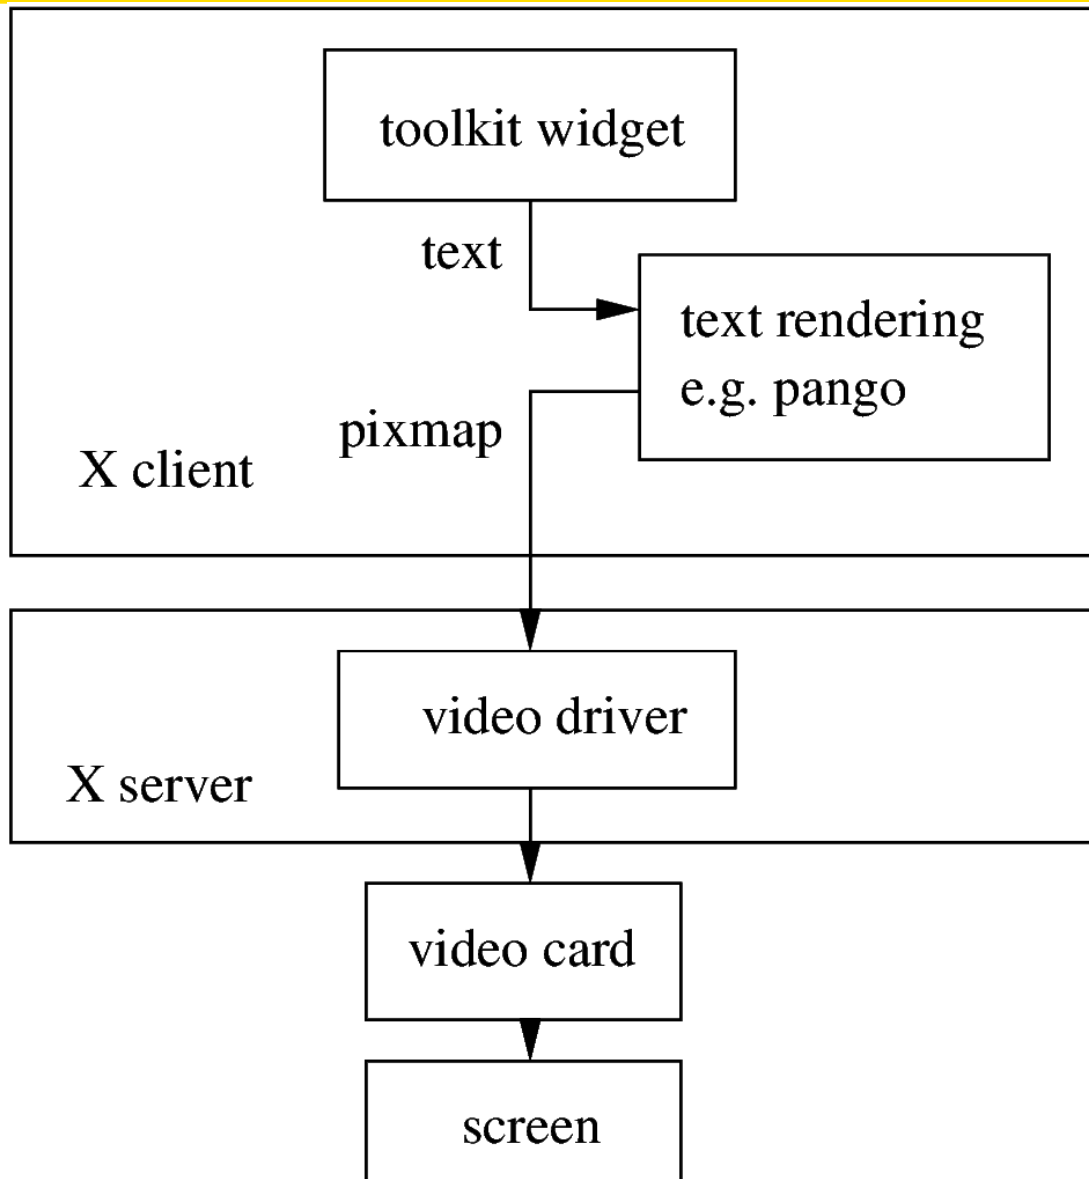 toolkit widget
text
text rendering
e.g. pango
pixmap
X client
video driver
X server
video card
screen